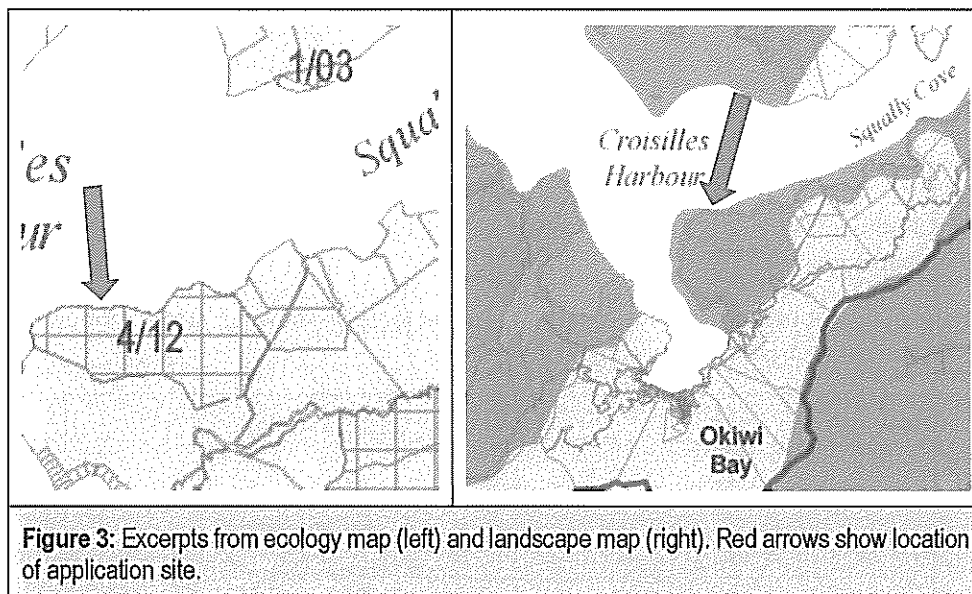 1/03
Squa
es
ur
4/12
Croisilles
Harbour
Squally Cove
Okiwi
Bay
Figure 3: Excerpts from ecology map (left) and landscape map (right). Red arrows show location
of application site.